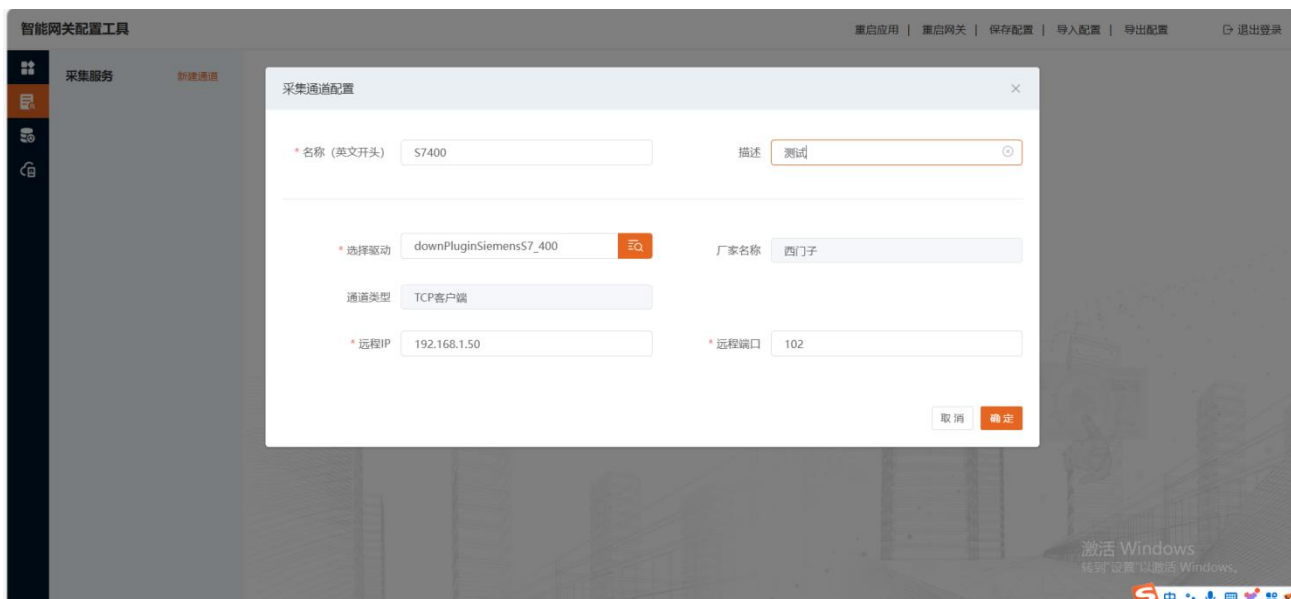 智能网关配置工具
重启应用 | 重启网关 | 保存配置 | 导入配置 | 导出配置 退出登录
采集服务 新建通道
采集通道配置
* 名称（英文开头） S7400 描述 测试
* 选择驱动 downPluginSiemensS7_400 厂家名称 西门子
通道类型 TCP客户端
* 远程IP 192.168.1.50 * 远程端口 102
取消 确定
激活 Windows
转到"设置"以激活 Windows。
中